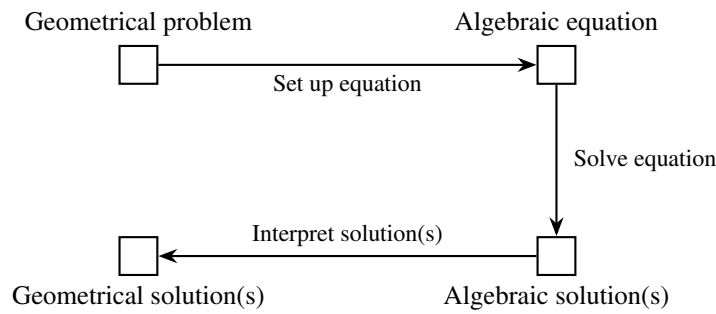 Geometrical problem
Algebraic equation
Set up equation
Solve equation
Interpret solution(s)
Geometrical solution(s)
Algebraic solution(s)